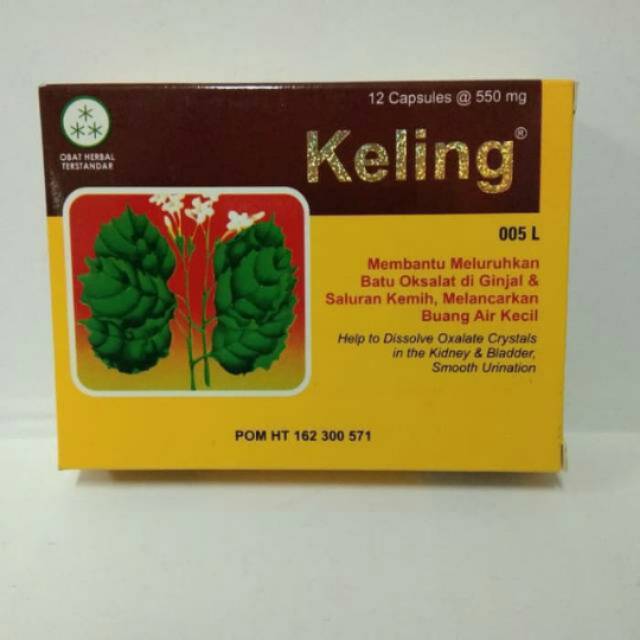 12 Capsules @ 550 mg
OBAT HERBAL
TERSTANDAR
Keling®
005 L
Membantu Meluruhkan
Batu Oksalat di Ginjal &
Saluran Kemih, Melancarkan
Buang Air Kecil
Help to Dissolve Oxalate Crystals
in the Kidney & Bladder,
Smooth Urination
POM HT 162 300 571